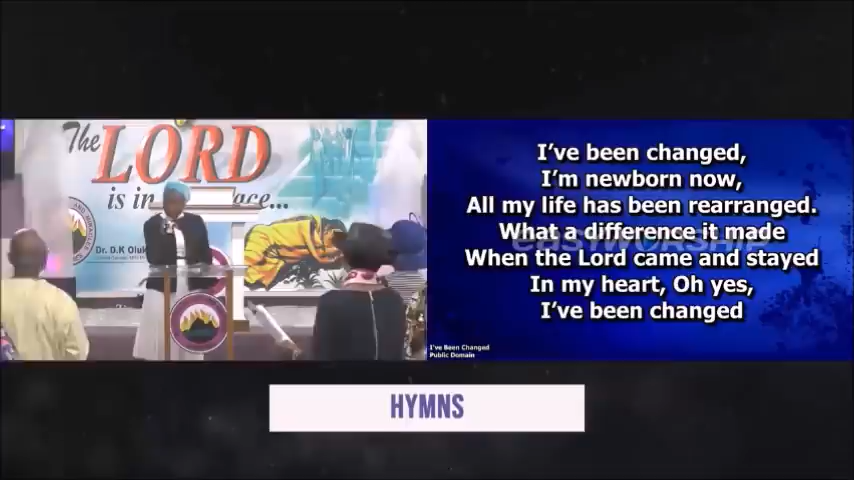 The
LORD
is in
Dr. D.K
I've been changed,
I'm newborn now,
All my life has been rearranged.
What a difference it made
When the Lord came and stayed
In my heart, Oh yes,
I've been changed
easyworship
I've Been Changed
Public Domain
HYMNS